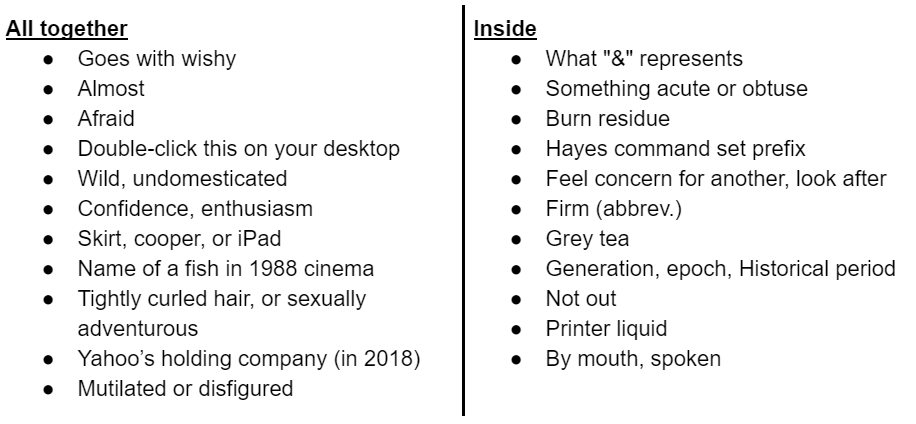 All together
● Goes with wishy
● Almost
● Afraid
● Double-click this on your desktop
● Wild, undomesticated
● Confidence, enthusiasm
● Skirt, cooper, or iPad
● Name of a fish in 1988 cinema
● Tightly curled hair, or sexually
adventurous
● Yahoo’s holding company (in 2018)
● Mutilated or disfigured
Inside
● What "&" represents
● Something acute or obtuse
● Burn residue
● Hayes command set prefix
● Feel concern for another, look after
● Firm (abbrev.)
● Grey tea
● Generation, epoch, Historical period
● Not out
● Printer liquid
● By mouth, spoken